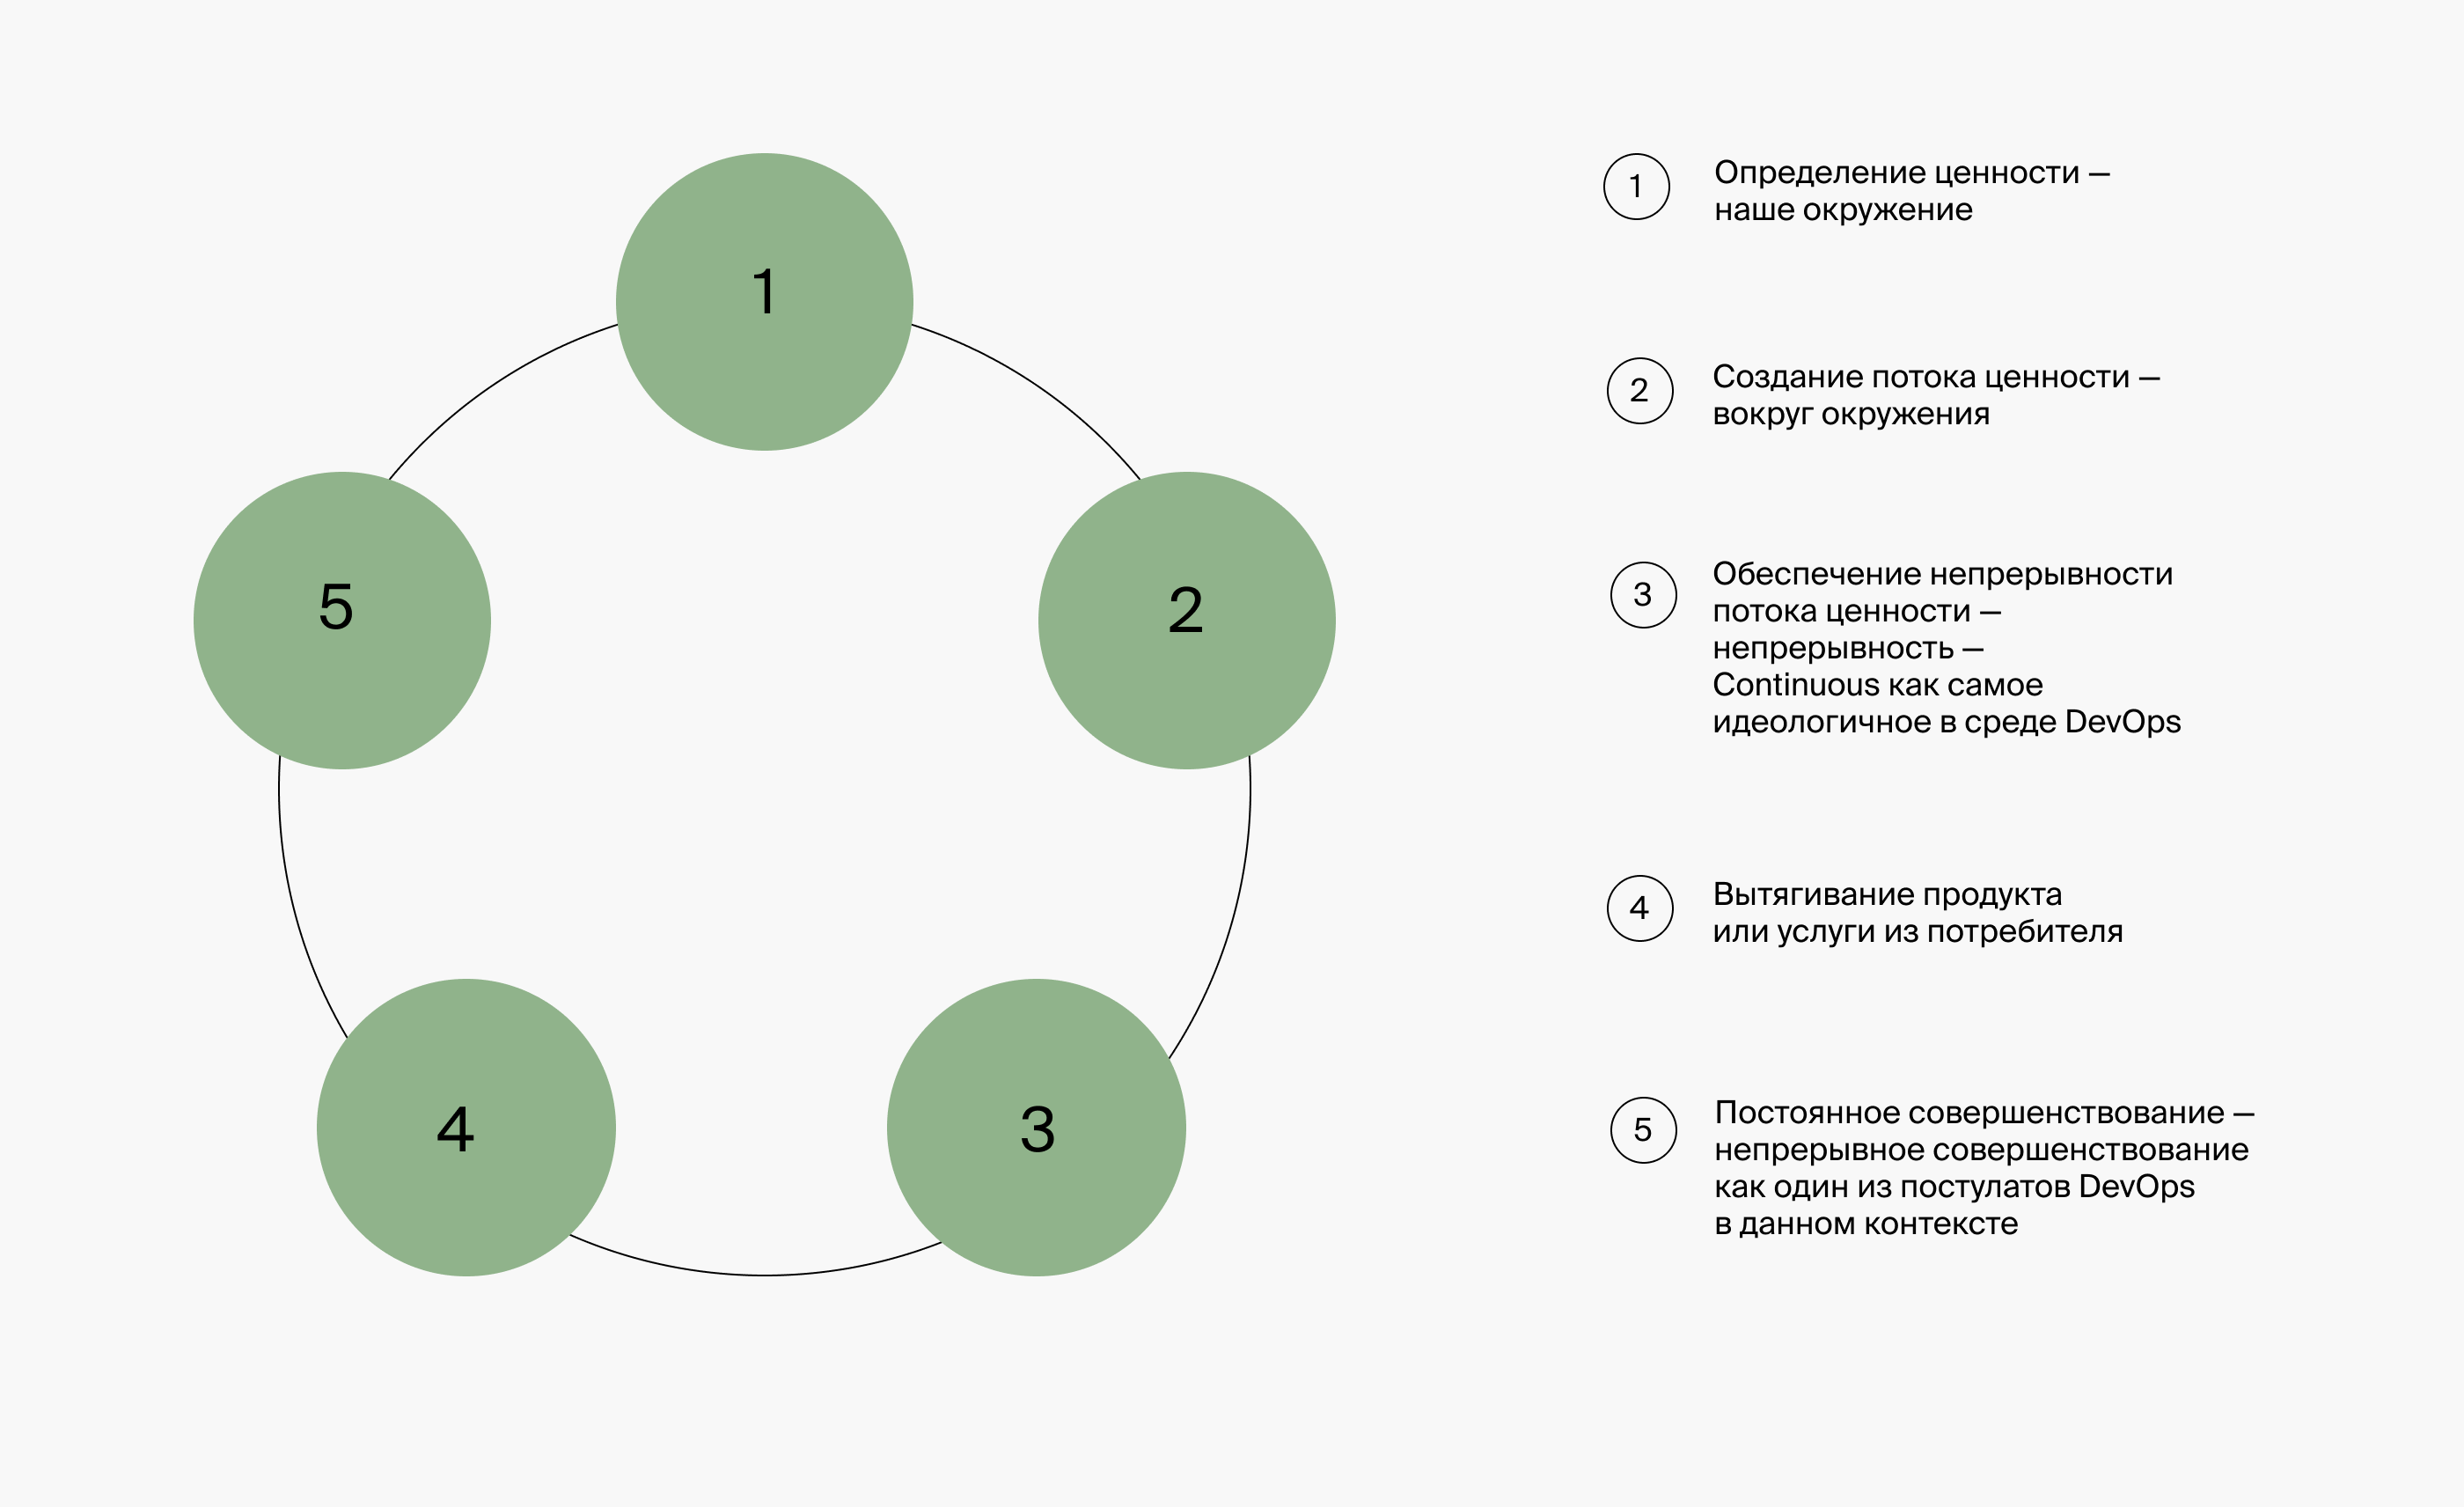 1
5
2
4
3
1
Определение ценности —
наше окружение
2
Создание потока ценности —
вокруг окружения
3
Обеспечение непрерывности
потока ценности —
непрерывность —
Continuous как самое
идеологичное в среде DevOps
4
Вытягивание продукта
или услуги из потребителя
5
Постоянное совершенствование —
непрерывное совершенствование
как один из постулатов DevOps
в данном контексте